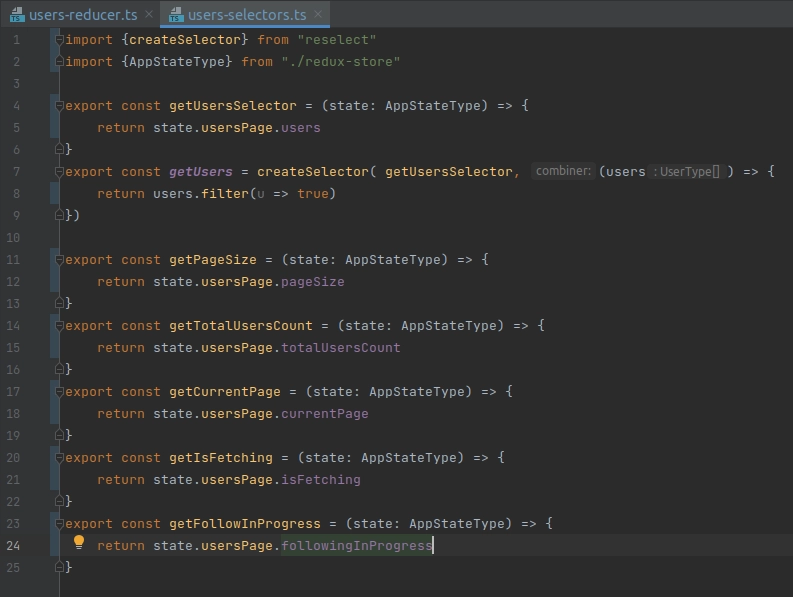 users-reducer.ts users-selectors.ts
1 import {createSelector} from "reselect"
2 import {AppStateType} from "./redux-store"
3
4 export const getUsersSelector = (state: AppStateType) => {
5 return state.usersPage.users
6 }
7 export const getUsers = createSelector( getUsersSelector, combiner: (users : UserType[] ) => {
8 return users.filter(u => true)
9 })
10
11 export const getPageSize = (state: AppStateType) => {
12 return state.usersPage.pageSize
13 }
14 export const getTotalUsersCount = (state: AppStateType) => {
15 return state.usersPage.totalUsersCount
16 }
17 export const getCurrentPage = (state: AppStateType) => {
18 return state.usersPage.currentPage
19 }
20 export const getIsFetching = (state: AppStateType) => {
21 return state.usersPage.isFetching
22 }
23 export const getFollowInProgress = (state: AppStateType) => {
24 return state.usersPage.followingInProgress
25 }